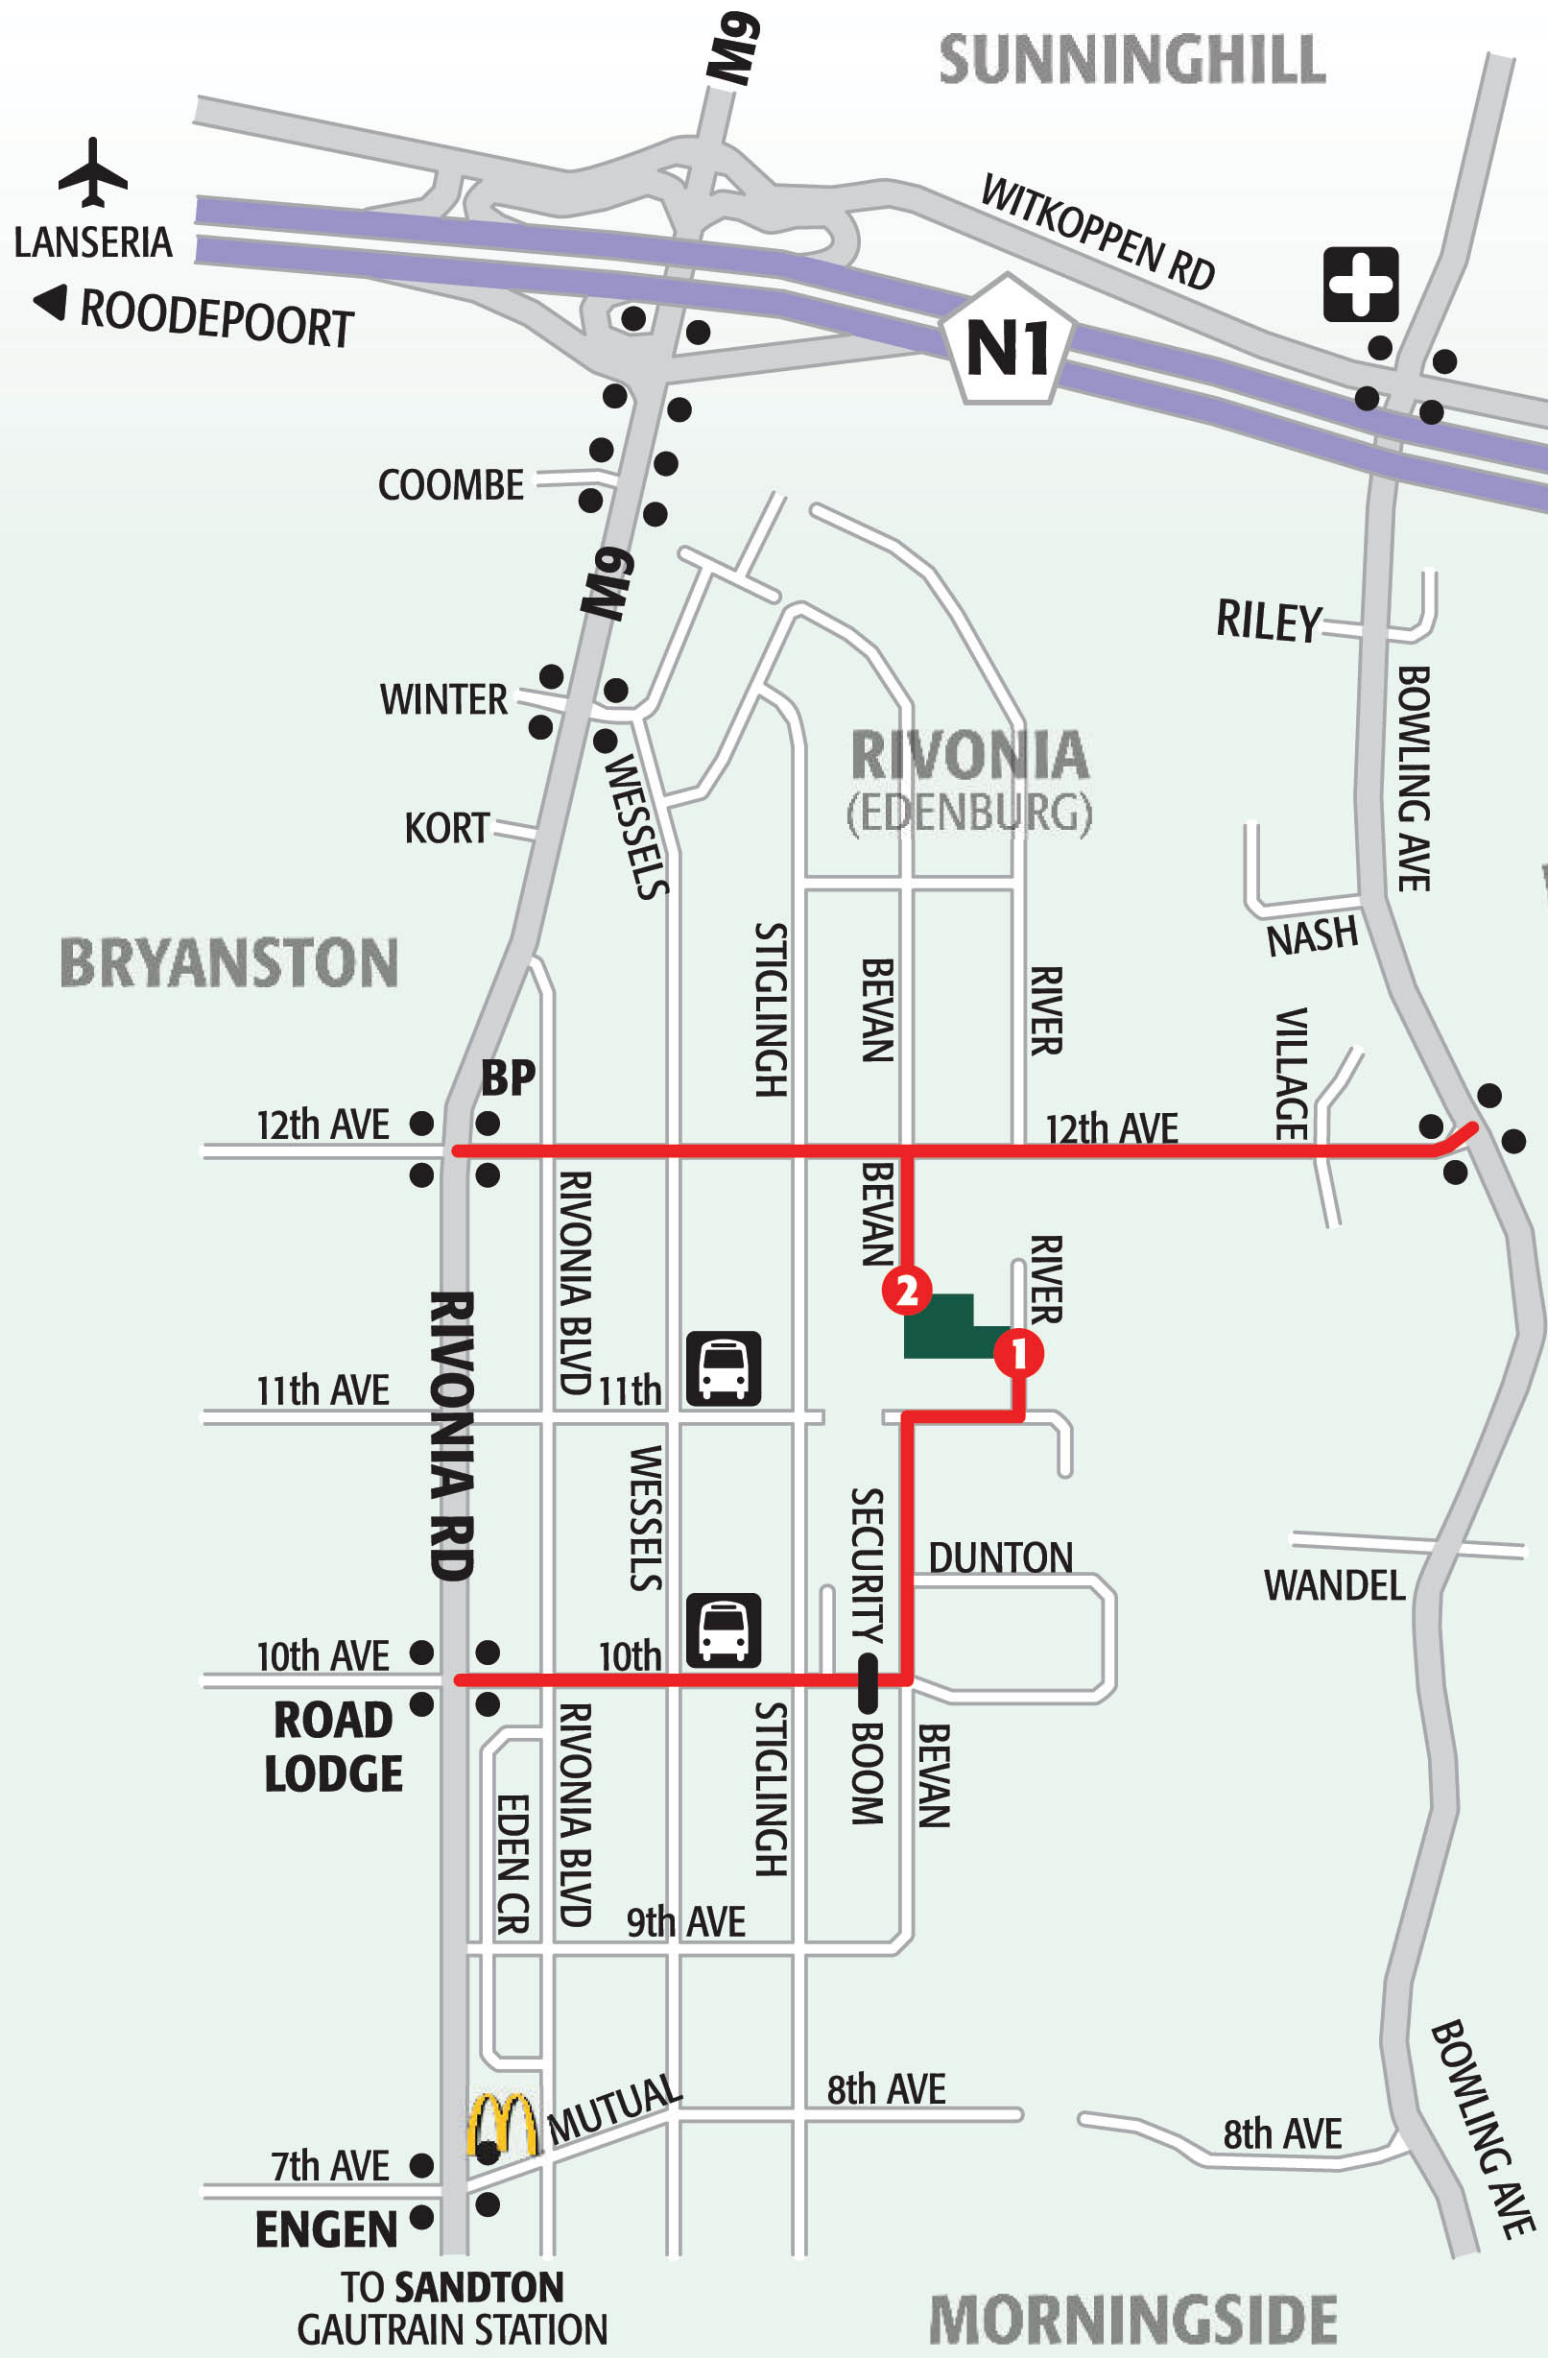 M9
SUNNINGHILL
WITKOPPEN RD
LANSERIA
ROODEPOORT
N1
COOMBE
M9
RILEY
WINTER
BOWLING AVE
RIVONIA
(EDENBURG)
WESSELS
KORT
NASH
BRYANSTON
STIGLINGH
BEVAN
RIVER
VILLAGE
BP
12th AVE
12th AVE
BEVAN
RIVONIA BLVD
RIVER
2
1
RIVONIA RD
11th AVE
11th
WESSELS
SECURITY
DUNTON
WANDEL
10th AVE
10th
ROAD
LODGE
RIVONIA BLVD
STIGLINGH
BOOM
BEVAN
EDEN CR
9th AVE
MUTUAL
8th AVE
8th AVE
BOWLING AVE
7th AVE
ENGEN
TO SANDTON
GAUTRAIN STATION
MORNINGSIDE